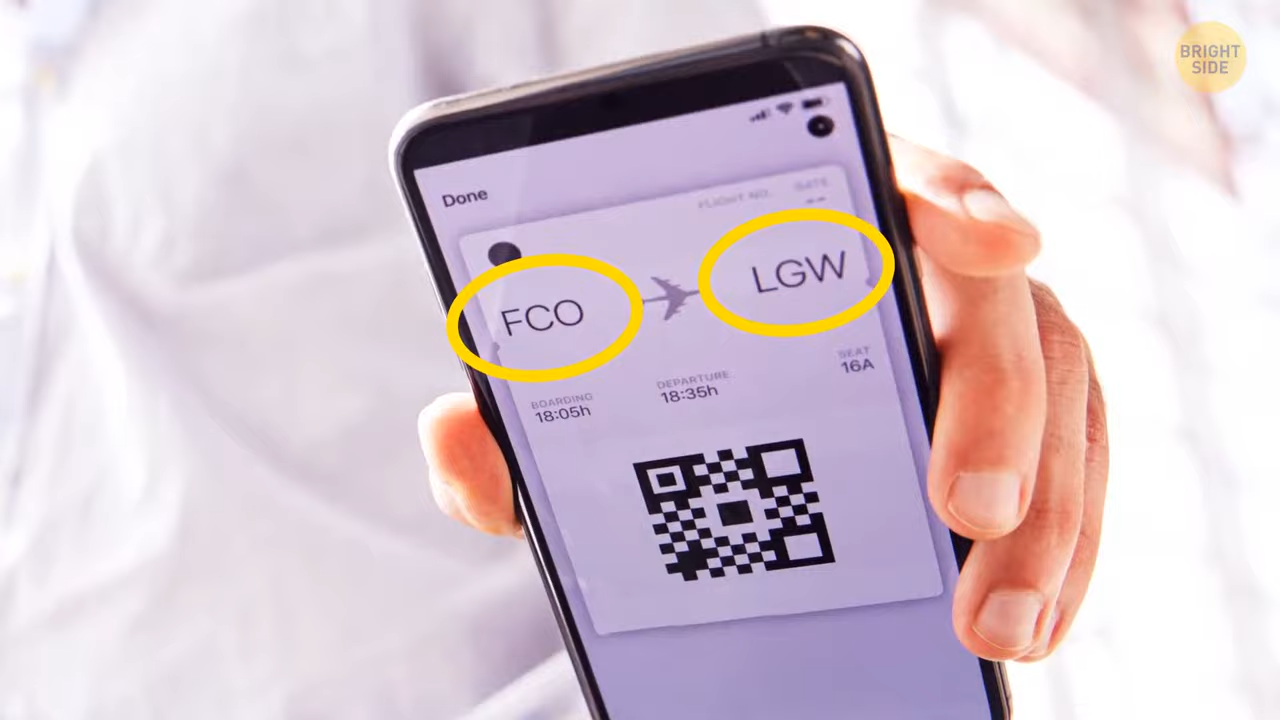 BRIGHT
SIDE
Done
FLIGHT NO.
GATE
--
FCO
LGW
BOARDING
18:05h
DEPARTURE
18:35h
SEAT
16A